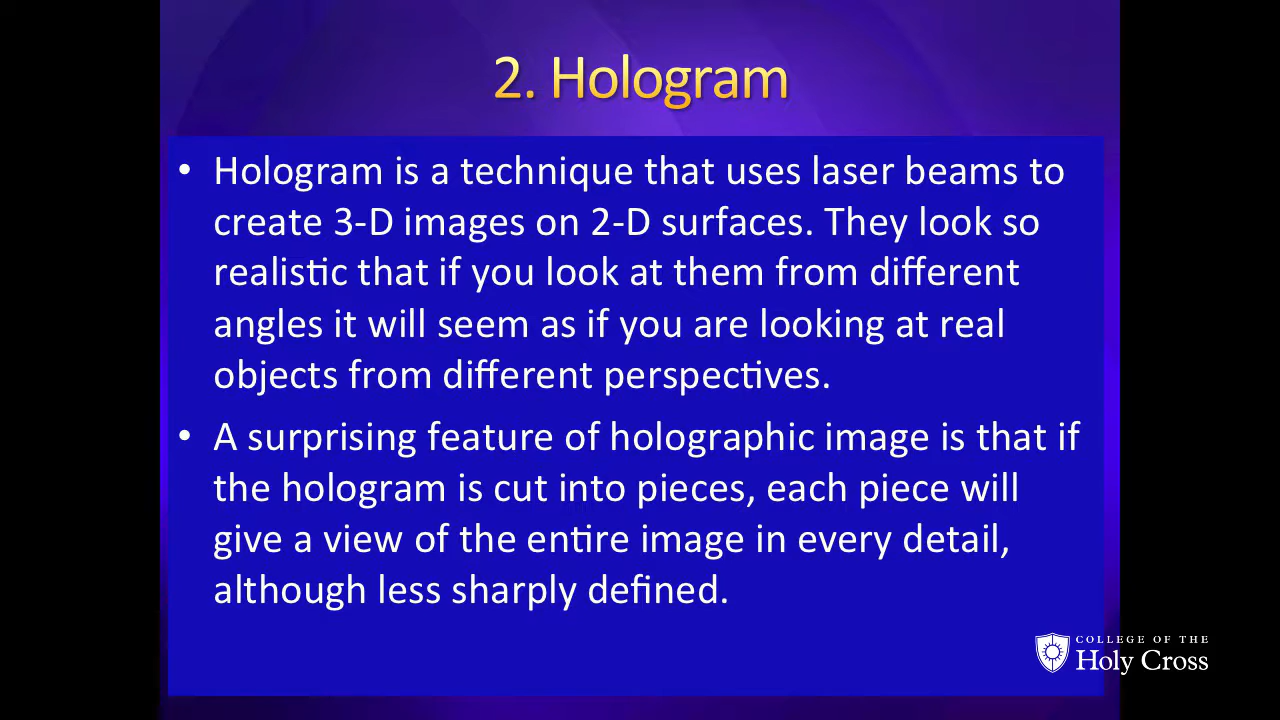 2. Hologram
• Hologram is a technique that uses laser beams to
create 3-D images on 2-D surfaces. They look so
realistic that if you look at them from different
angles it will seem as if you are looking at real
objects from different perspectives.
• A surprising feature of holographic image is that if
the hologram is cut into pieces, each piece will
give a view of the entire image in every detail,
although less sharply defined.
COLLEGE OF THE
Holy Cross